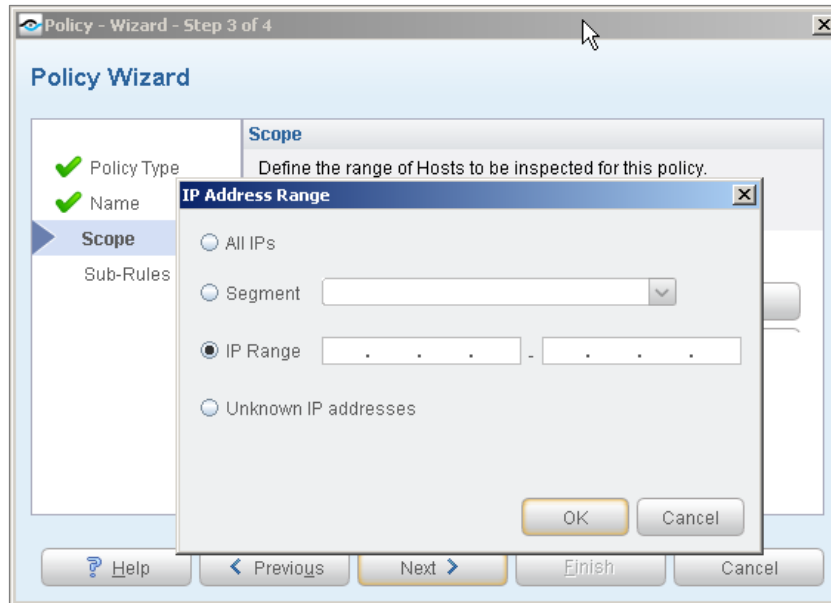 Policy - Wizard - Step 3 of 4
Policy Wizard
Scope
Policy Type
Define the range of Hosts to be inspected for this policy.
Name
IP Address Range
Scope
All IPs
Sub-Rules
Segment
IP Range . . . - . . .
Unknown IP addresses
OK Cancel
Help Previous Next Finish Cancel